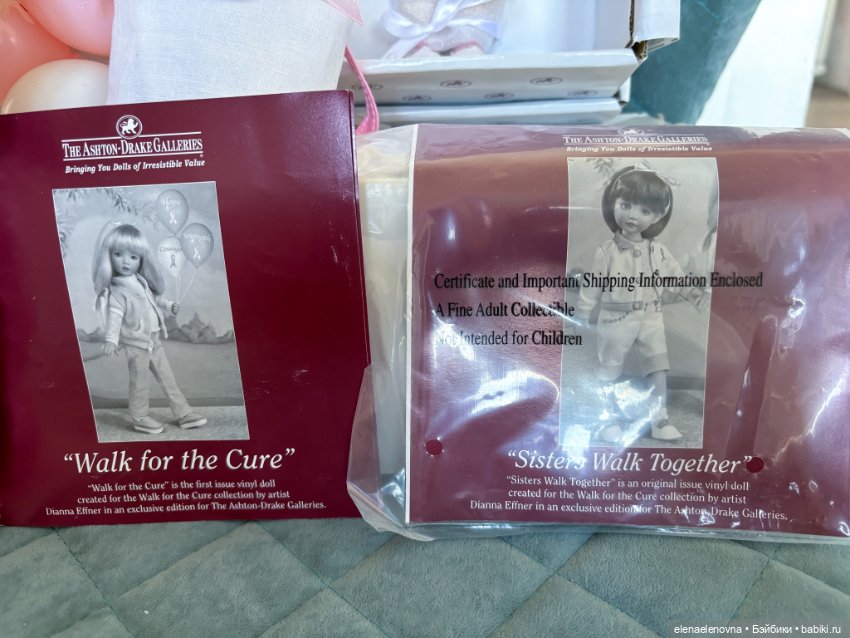 THE ASHTON-DRAKE GALLERIES
Bringing You Dolls of Irresistible Value
Hope
Strength
Courage
"Walk for the Cure"
"Walk for the Cure" is the first issue vinyl doll
created for the Walk for the Cure collection by artist
Dianna Effner in an exclusive edition for The Ashton-Drake Galleries.
THE ASHTON-DRAKE GALLERIES
Bringing You Dolls of Irresistible Value
Certificate and Important Shipping Information Enclosed
A Fine Adult Collectible
Not Intended for Children
"Sisters Walk Together"
"Sisters Walk Together" is an original issue vinyl doll
created for the Walk for the Cure collection by artist
Dianna Effner in an exclusive edition for The Ashton-Drake Galleries.
elenaelenovna • Бэйбики • babiki.ru